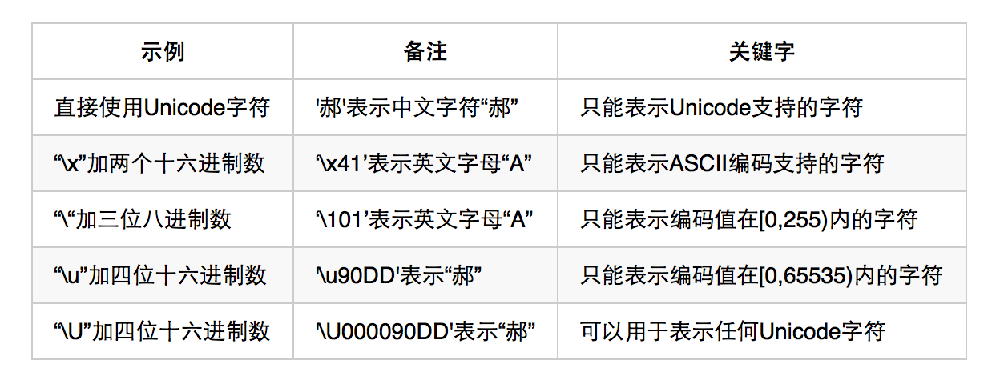 示例 备注 关键字
直接使用Unicode字符 '郝'表示中文字符“郝” 只能表示Unicode支持的字符
“\x”加两个十六进制数 ‘\x41’表示英文字母“A” 只能表示ASCII编码支持的字符
“\“加三位八进制数 ‘\101’表示英文字母“A” 只能表示编码值在[0,255)内的字符
“\u”加四位十六进制数 '\u90DD'表示“郝” 只能表示编码值在[0,65535)内的字符
“\U”加四位十六进制数 '\U000090DD'表示“郝” 可以用于表示任何Unicode字符